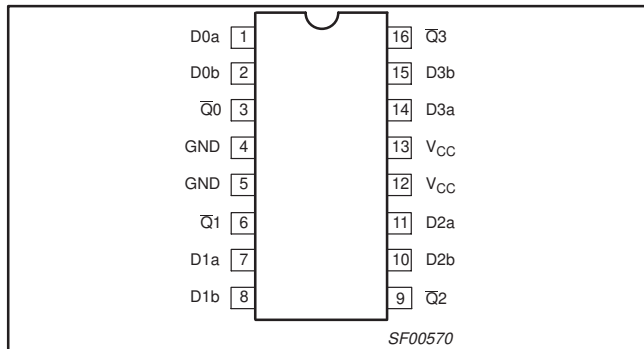 D0a 1 16 Q̅3
D0b 2 15 D3b
Q̅0 3 14 D3a
GND 4 13 VCC
GND 5 12 VCC
Q̅1 6 11 D2a
D1a 7 10 D2b
D1b 8 9 Q̅2
SF00570